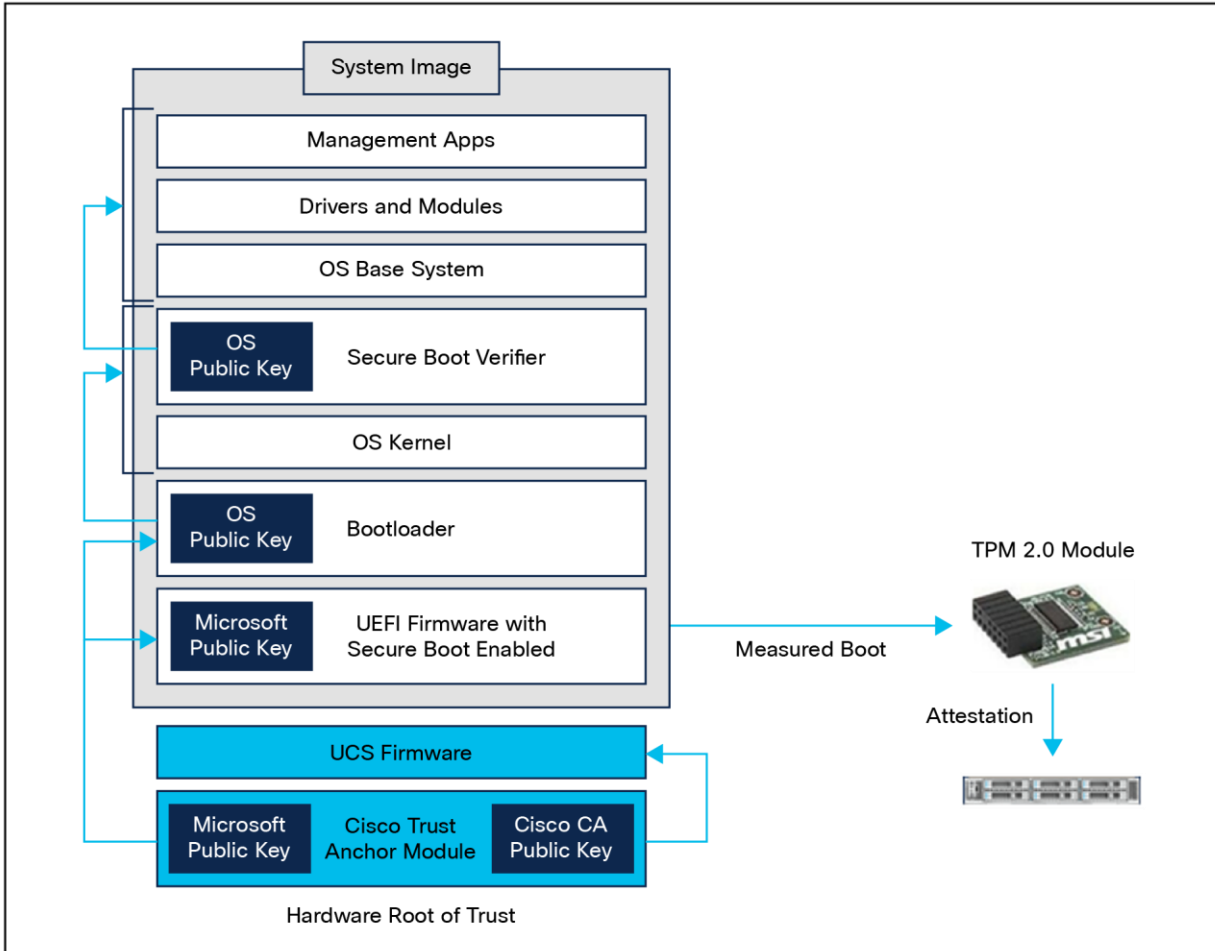 System Image
Management Apps
Drivers and Modules
OS Base System
OS
Public Key
Secure Boot Verifier
OS Kernel
OS
Public Key
Bootloader
Microsoft
Public Key
UEFI Firmware with
Secure Boot Enabled
Measured Boot
TPM 2.0 Module
msi
Attestation
UCS Firmware
Microsoft
Public Key
Cisco Trust
Anchor Module
Cisco CA
Public Key
Hardware Root of Trust